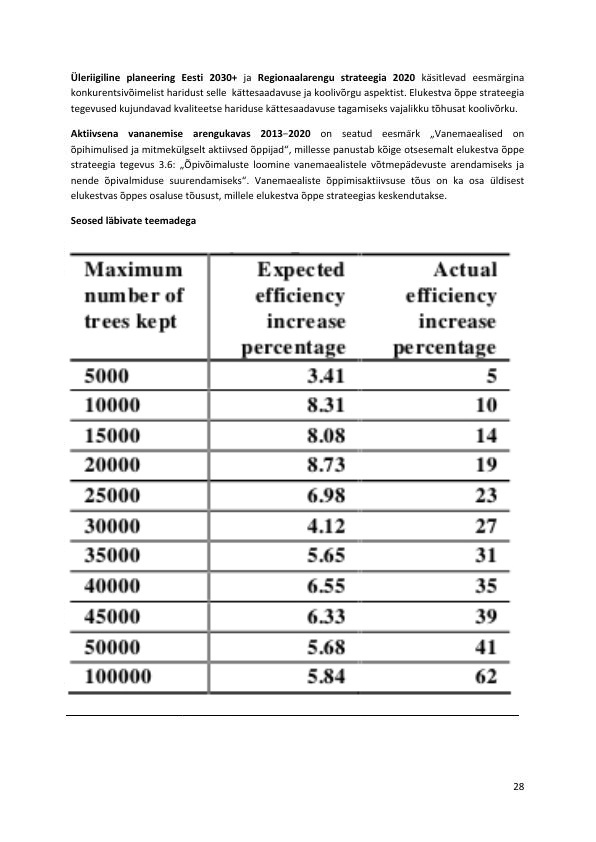 Üleriigiline planeering Eesti 2030+ ja Regionaalarengu strateegia 2020 käsitlevad eesmärgina
konkurentsivõimelist haridust selle kättesaadavuse ja koolivõrgu aspektist. Elukestva õppe strateegia
tegevused kujundavad kvaliteetse hariduse kättesaadavuse tagamiseks vajalikku tõhusat koolivõrku.
Aktiivsena vananemise arengukavas 2013–2020 on seatud eesmärk „Vanemaealised on
õpihimulised ja mitmekülgselt aktiivsed õppijad“, millesse panustab kõige otsesemalt elukestva õppe
strateegia tegevus 3.6: „Õpivõimaluste loomine vanemaealistele võtmepädevuste arendamiseks ja
nende õpivalmiduse suurendamiseks“. Vanemaealiste õppimisaktiivsuse tõus on ka osa üldisest
elukestvas õppes osaluse tõusust, millele elukestva õppe strateegias keskendutakse.
Seosed läbivate teemadega
Maximum Expected Actual
number of efficiency efficiency
trees kept increase increase
percentage percentage
5000 3.41 5
10000 8.31 10
15000 8.08 14
20000 8.73 19
25000 6.98 23
30000 4.12 27
35000 5.65 31
40000 6.55 35
45000 6.33 39
50000 5.68 41
100000 5.84 62
28